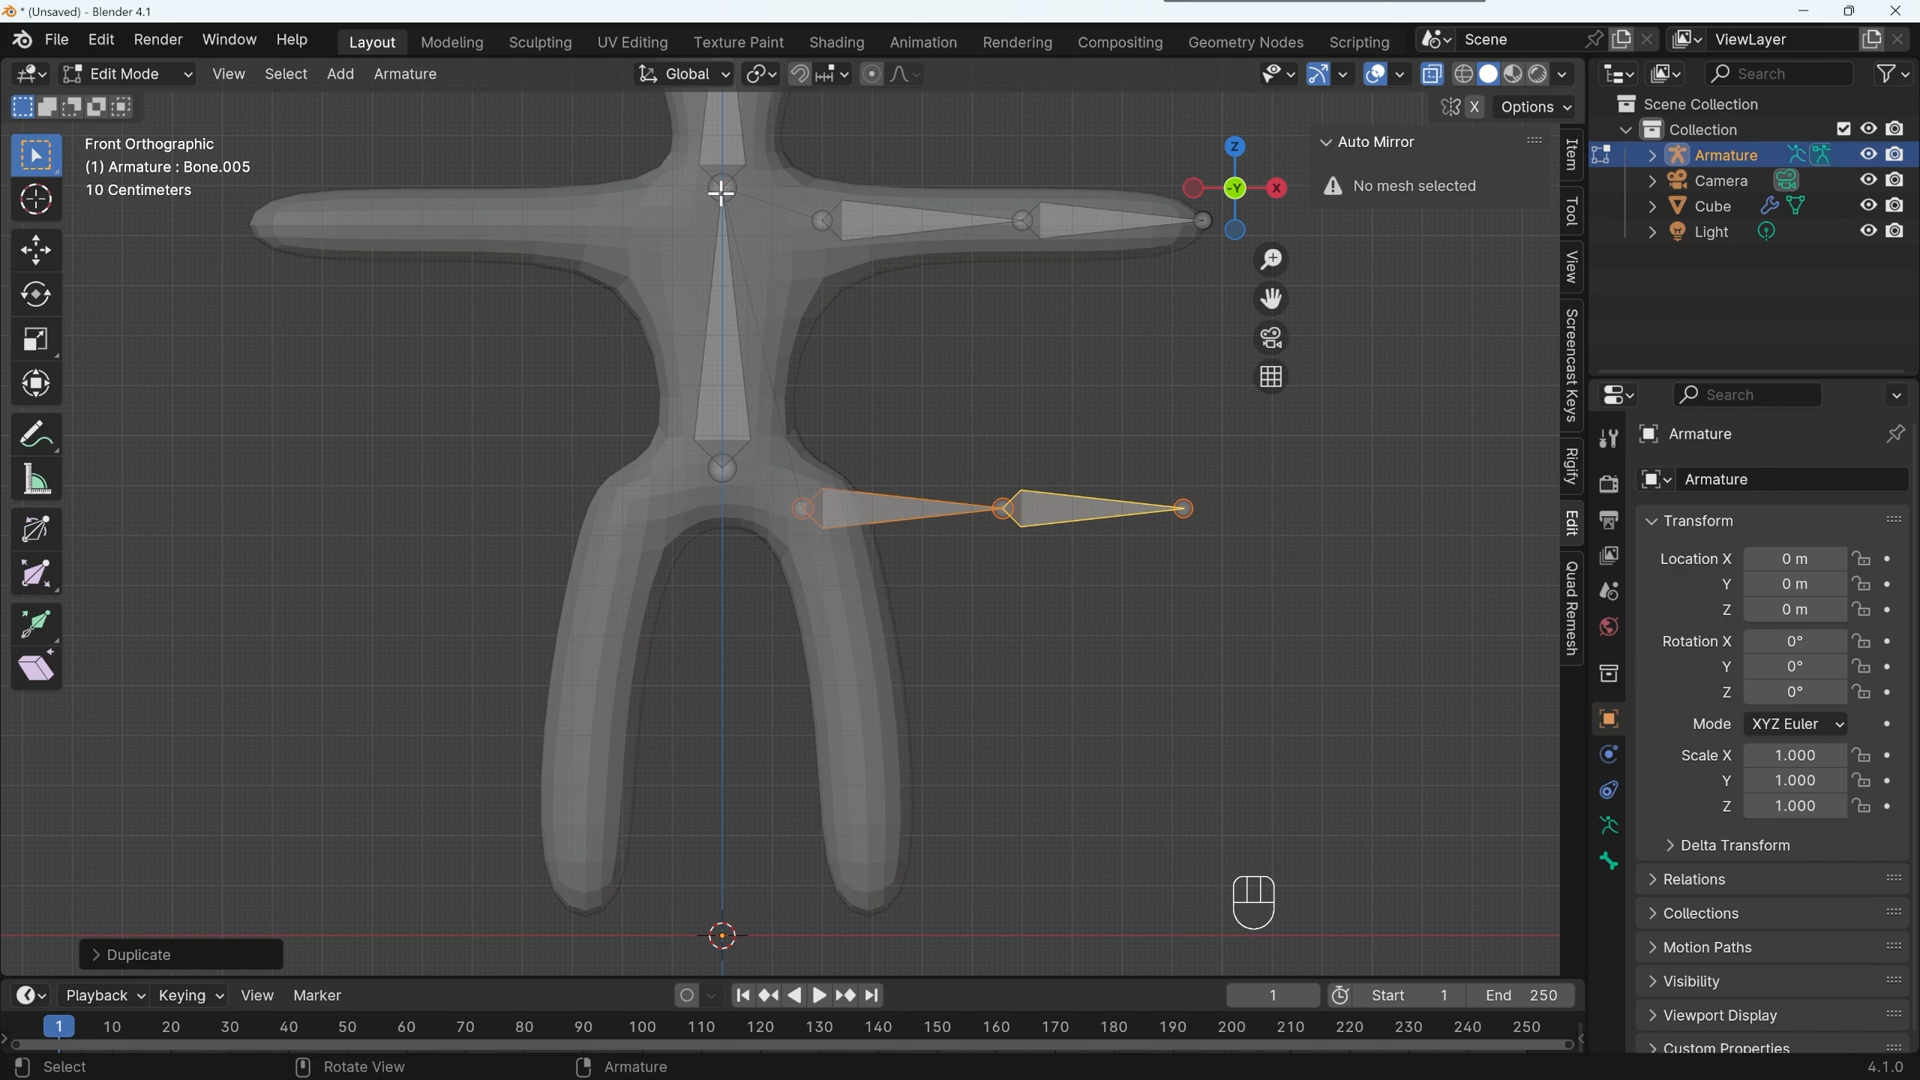 * (Unsaved) - Blender 4.1
File Edit Render Window Help Layout Modeling Sculpting UV Editing Texture Paint Shading Animation Rendering Compositing Geometry Nodes Scripting Scene ViewLayer
Edit Mode View Select Add Armature Global Search
X Options
Front Orthographic
(1) Armature : Bone.005
10 Centimeters
Z
-Y
X
Auto Mirror
No mesh selected
Item
Tool
View
Screencast Keys
Rigify
Edit
Quad Remesh
Scene Collection
Collection
Armature
Camera
Cube
Light
Search
Armature
Armature
Transform
Location X 0 m
Y 0 m
Z 0 m
Rotation X 0°
Y 0°
Z 0°
Mode XYZ Euler
Scale X 1.000
Y 1.000
Z 1.000
Delta Transform
Relations
Collections
Motion Paths
Visibility
Viewport Display
Custom Properties
Duplicate
Playback Keying View Marker 1 Start 1 End 250
1 10 20 30 40 50 60 70 80 90 100 110 120 130 140 150 160 170 180 190 200 210 220 230 240 250
Select Rotate View Armature 4.1.0